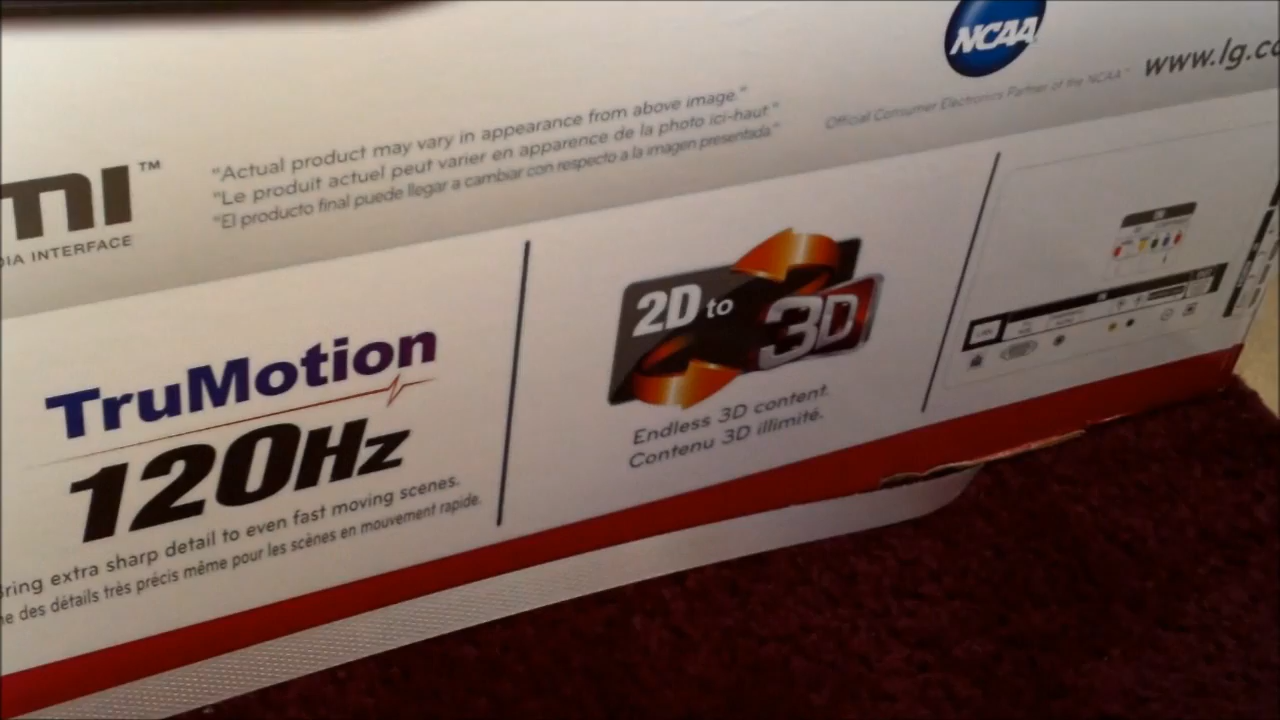 NCAA
www.lg.co
Official Consumer Electronics Partner of the NCAA™
"Actual product may vary in appearance from above image."
"Le produit actuel peut varier en apparence de la photo ici-haut."
"El producto final puede llegar a cambiar con respecto a la imagen presentada"
mi™
DIA INTERFACE
TruMotion
120Hz
Bring extra sharp detail to even fast moving scenes.
ne des détails très précis même pour les scènes en mouvement rapide.
2D to 3D
Endless 3D content.
Contenu 3D illimité.